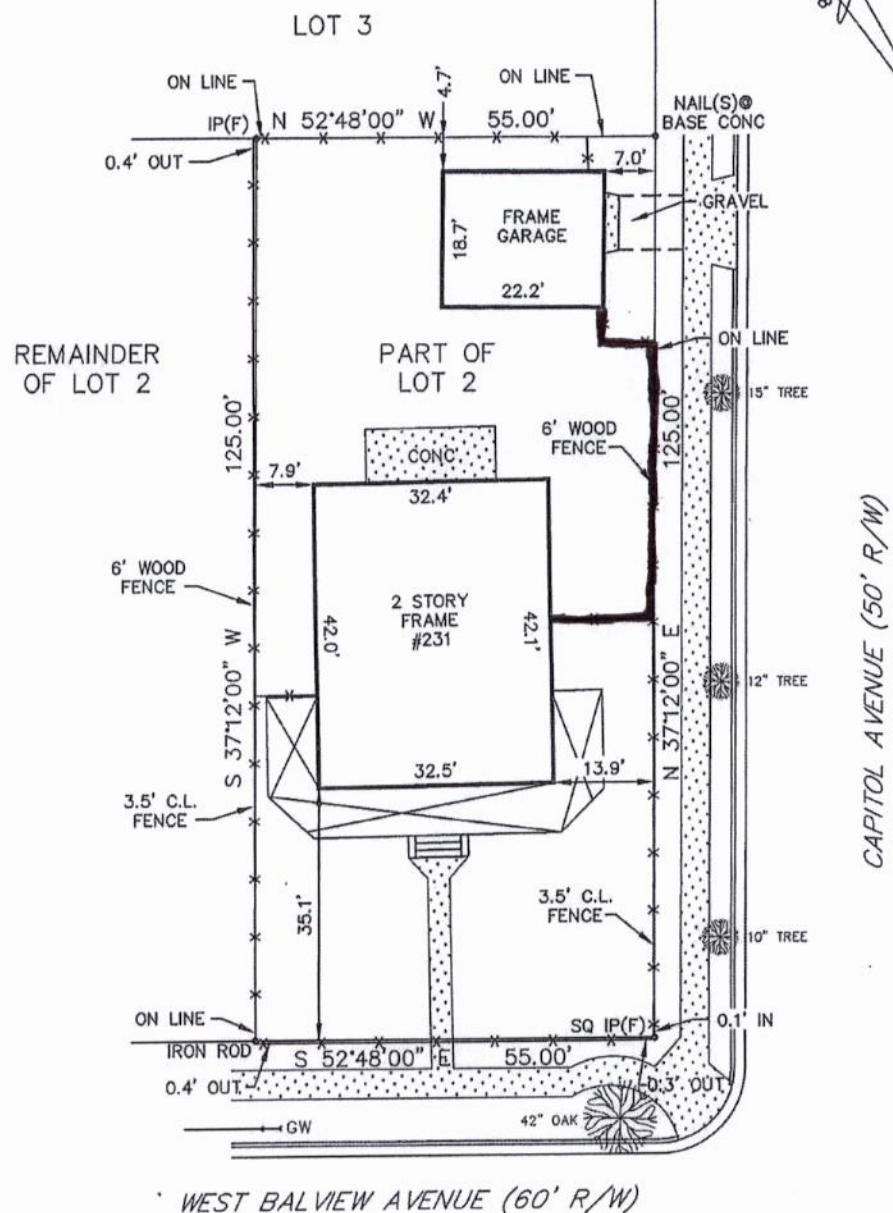 LOT 3
ON LINE
4.7'
ON LINE
NAIL(S)@
BASE CONC
IP(F)
N 52°48'00" W
55.00'
0.4' OUT
7.0'
GRAVEL
FRAME
GARAGE
18.7'
22.2'
ON LINE
REMAINDER
OF LOT 2
PART OF
LOT 2
15" TREE
125.00'
125.00'
6' WOOD
FENCE
CONC
7.9'
32.4'
6' WOOD
FENCE
2 STORY
FRAME
#231
42.0'
42.1'
S 37°12'00" W
N 37°12'00" E
12" TREE
CAPITOL AVENUE (50' R/W)
32.5'
13.9'
3.5' C.L.
FENCE
35.1'
3.5' C.L.
FENCE
10" TREE
ON LINE
SQ IP(F)
0.1' IN
IRON ROD
S 52°48'00" E
55.00'
0.4' OUT
0.3' OUT
42" OAK
GW
WEST BALVIEW AVENUE (60' R/W)